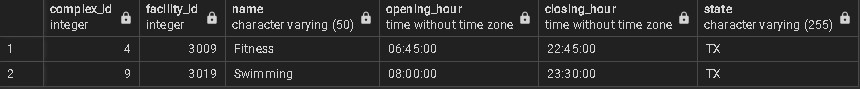 complex_id integer facility_id integer name character varying (50) opening_hour time without time zone closing_hour time without time zone state character varying (255)
1 4 3009 Fitness 06:45:00 22:45:00 TX
2 9 3019 Swimming 08:00:00 23:30:00 TX